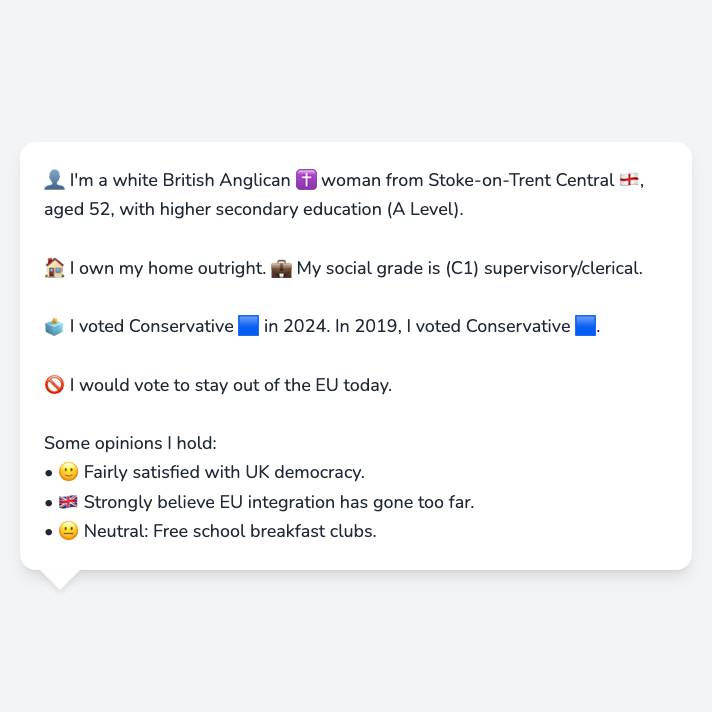 👤 I'm a white British Anglican ✝️ woman from Stoke-on-Trent Central 🏴󠁧󠁢󠁥󠁮󠁧󠁿,
aged 52, with higher secondary education (A Level).
🏠 I own my home outright. 💼 My social grade is (C1) supervisory/clerical.
🗳️ I voted Conservative 🟦 in 2024. In 2019, I voted Conservative 🟦.
🚫 I would vote to stay out of the EU today.
Some opinions I hold:
• 🙂 Fairly satisfied with UK democracy.
• 🇬🇧 Strongly believe EU integration has gone too far.
• 😐 Neutral: Free school breakfast clubs.